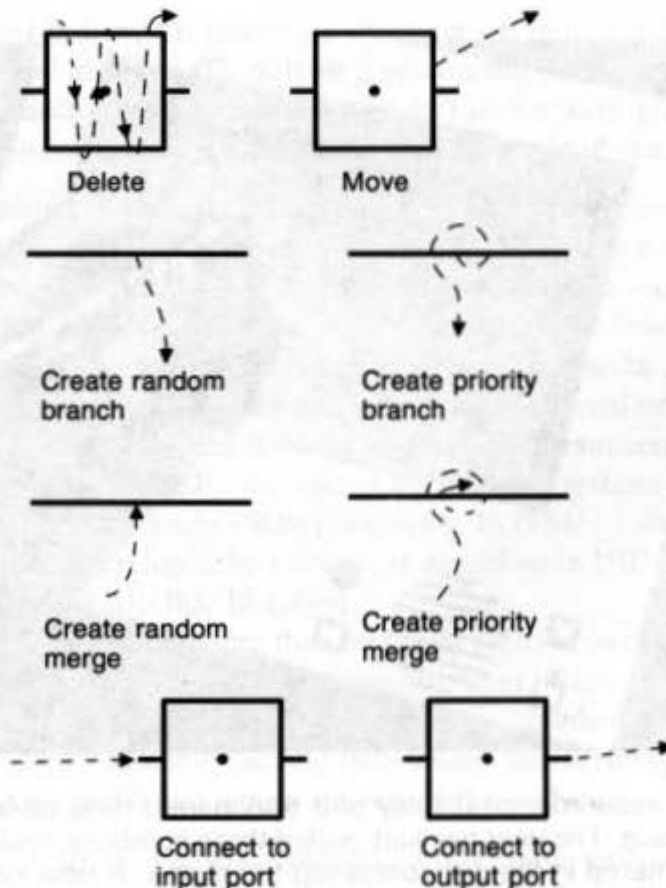 Delete
Move
Create random
branch
Create priority
branch
Create random
merge
Create priority
merge
Connect to
input port
Connect to
output port